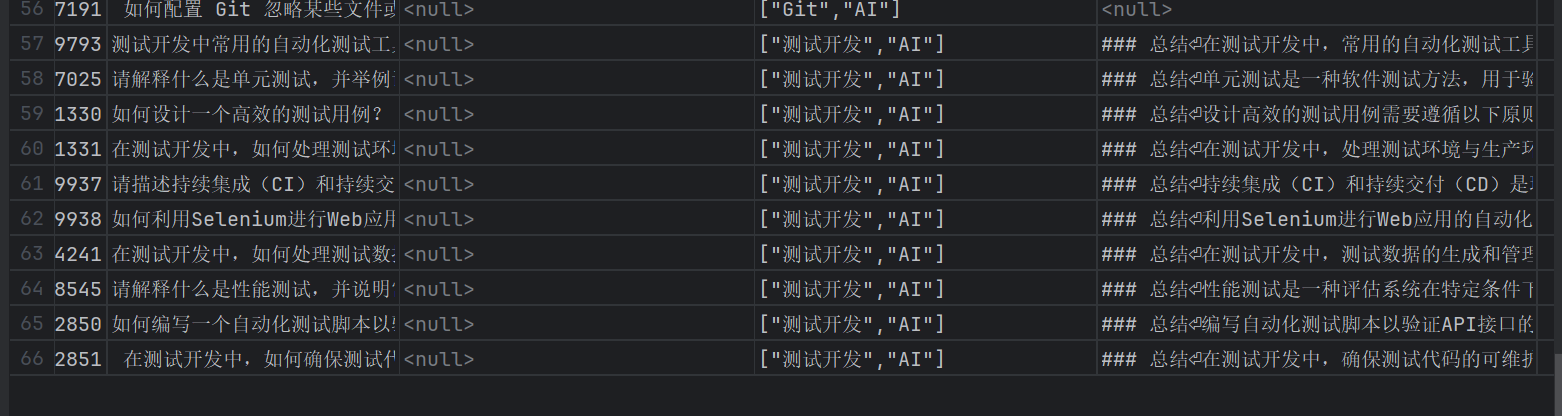 56 7191 如何配置 Git 忽略某些文件或 <null> ["Git","AI"] <null>
57 9793 测试开发中常用的自动化测试工具 <null> ["测试开发","AI"] ### 总结⏎在测试开发中，常用的自动化测试工具
58 7025 请解释什么是单元测试，并举例 <null> ["测试开发","AI"] ### 总结⏎单元测试是一种软件测试方法，用于验
59 1330 如何设计一个高效的测试用例？ <null> ["测试开发","AI"] ### 总结⏎设计高效的测试用例需要遵循以下原则
60 1331 在测试开发中，如何处理测试环境 <null> ["测试开发","AI"] ### 总结⏎在测试开发中，处理测试环境与生产环
61 9937 请描述持续集成（CI）和持续交 <null> ["测试开发","AI"] ### 总结⏎持续集成（CI）和持续交付（CD）是现
62 9938 如何利用Selenium进行Web应用 <null> ["测试开发","AI"] ### 总结⏎利用Selenium进行Web应用的自动化
63 4241 在测试开发中，如何处理测试数据 <null> ["测试开发","AI"] ### 总结⏎在测试开发中，测试数据的生成和管理
64 8545 请解释什么是性能测试，并说明 <null> ["测试开发","AI"] ### 总结⏎性能测试是一种评估系统在特定条件下
65 2850 如何编写一个自动化测试脚本以验 <null> ["测试开发","AI"] ### 总结⏎编写自动化测试脚本以验证API接口的
66 2851 在测试开发中，如何确保测试代 <null> ["测试开发","AI"] ### 总结⏎在测试开发中，确保测试代码的可维护